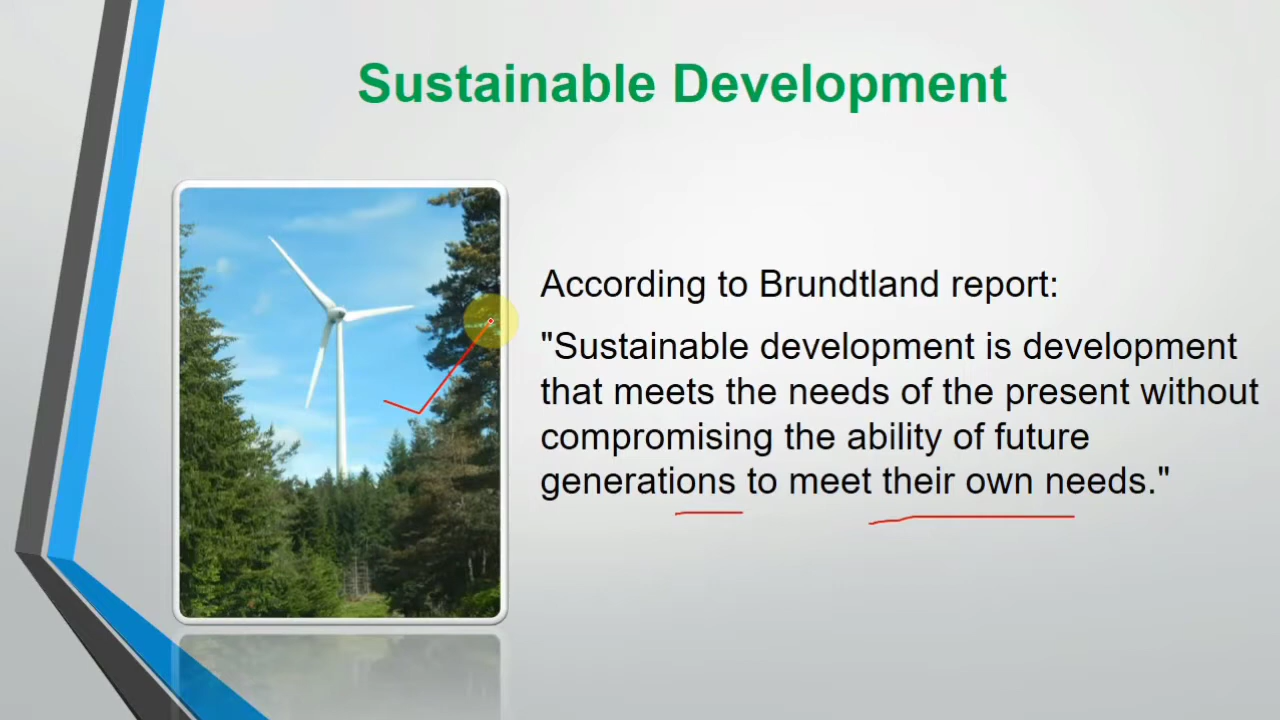 Sustainable Development
According to Brundtland report:
"Sustainable development is development
that meets the needs of the present without
compromising the ability of future
generations to meet their own needs."